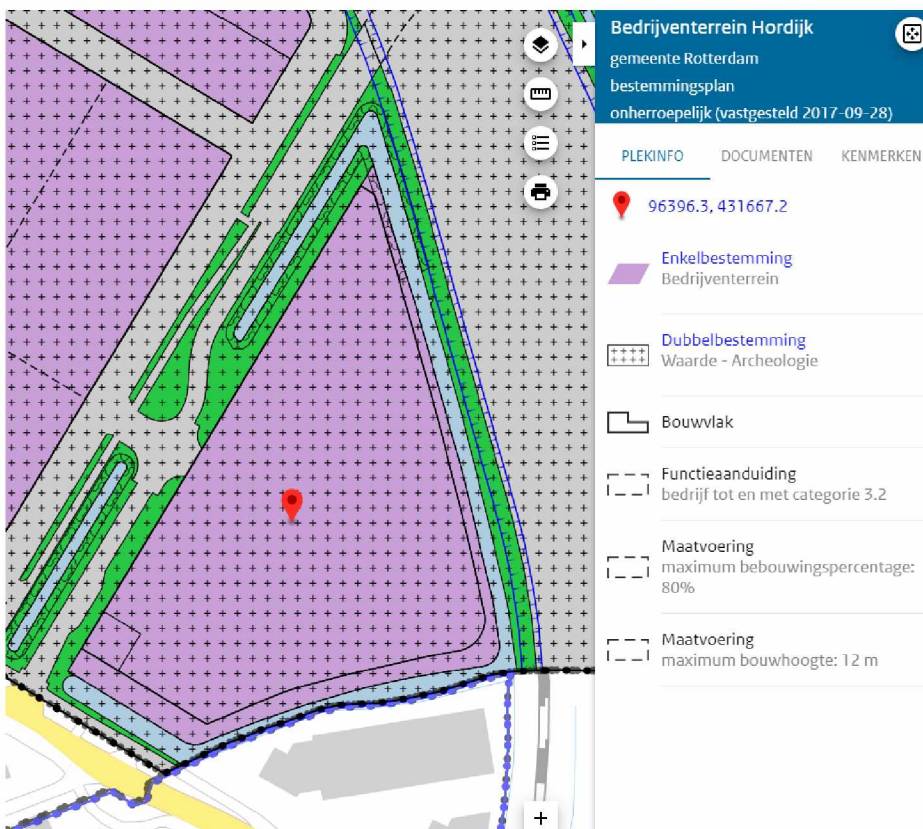 Bedrijventerrein Hordijk
gemeente Rotterdam
bestemmingsplan
onherroepelijk (vastgesteld 2017-09-28)
PLEKINFO DOCUMENTEN KENMERKEN
96396.3, 431667.2
Enkelbestemming
Bedrijventerrein
Dubbelbestemming
Waarde - Archeologie
Bouwvlak
Functieaanduiding
bedrijf tot en met categorie 3.2
Maatvoering
maximum bebouwingspercentage:
80%
Maatvoering
maximum bouwhoogte: 12 m